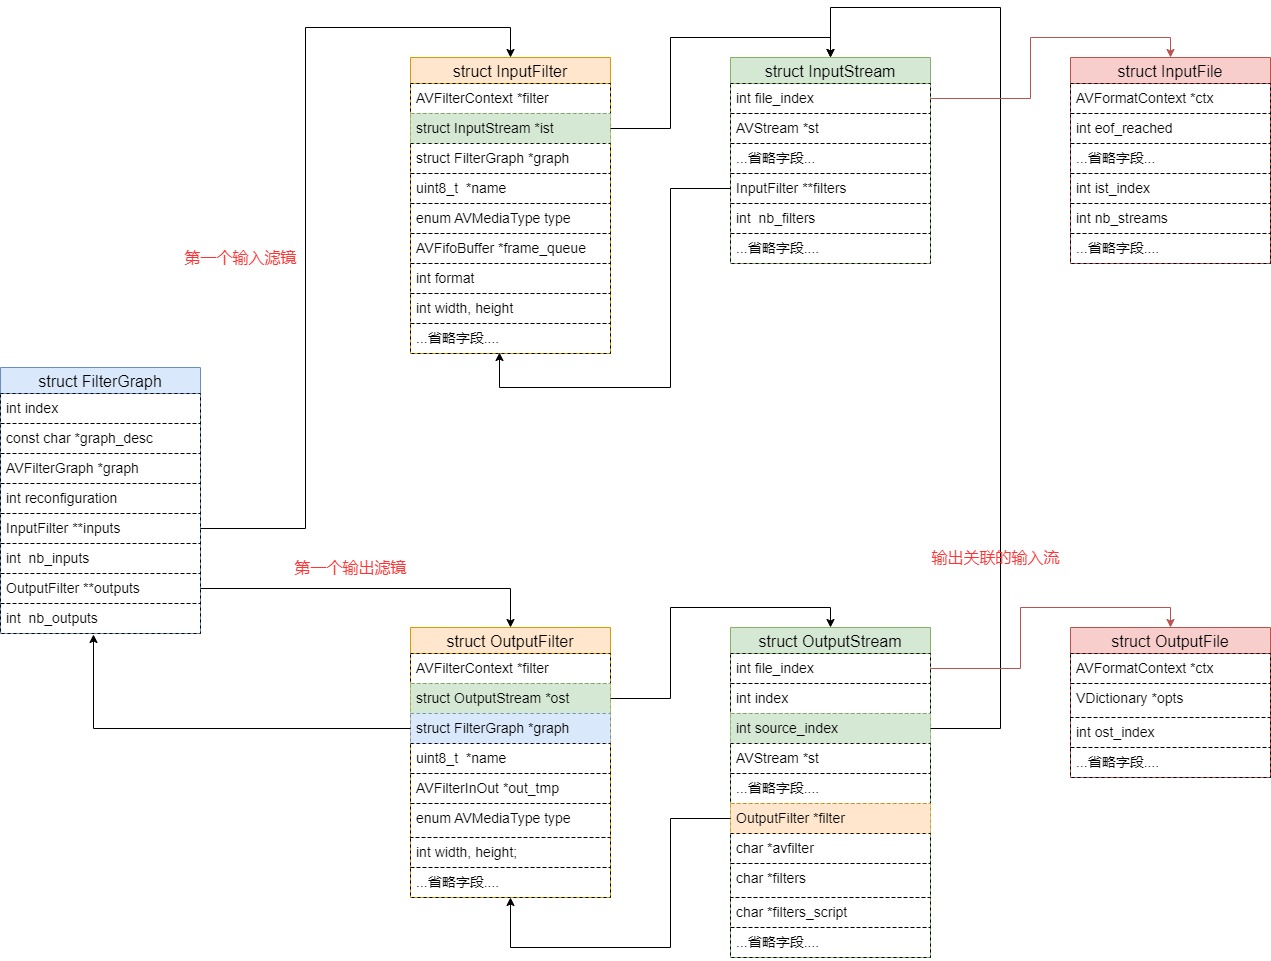 struct InputFilter
AVFilterContext *filter
struct InputStream *ist
struct FilterGraph *graph
uint8_t  *name
enum AVMediaType type
AVFifoBuffer *frame_queue
int format
int width, height
...省略字段....
struct InputStream
int file_index
AVStream *st
...省略字段...
InputFilter **filters
int  nb_filters
...省略字段....
struct InputFile
AVFormatContext *ctx
int eof_reached
...省略字段...
int ist_index
int nb_streams
...省略字段....
第一个输入滤镜
struct FilterGraph
int index
const char *graph_desc
AVFilterGraph *graph
int reconfiguration
InputFilter **inputs
int  nb_inputs
OutputFilter **outputs
int  nb_outputs
第一个输出滤镜
输出关联的输入流
struct OutputFilter
AVFilterContext *filter
struct OutputStream *ost
struct FilterGraph *graph
uint8_t  *name
AVFilterInOut *out_tmp
enum AVMediaType type
int width, height;
...省略字段....
struct OutputStream
int file_index
int index
int source_index
AVStream *st
...省略字段....
OutputFilter *filter
char *avfilter
char *filters
char *filters_script
...省略字段....
struct OutputFile
AVFormatContext *ctx
VDictionary *opts
int ost_index
...省略字段....